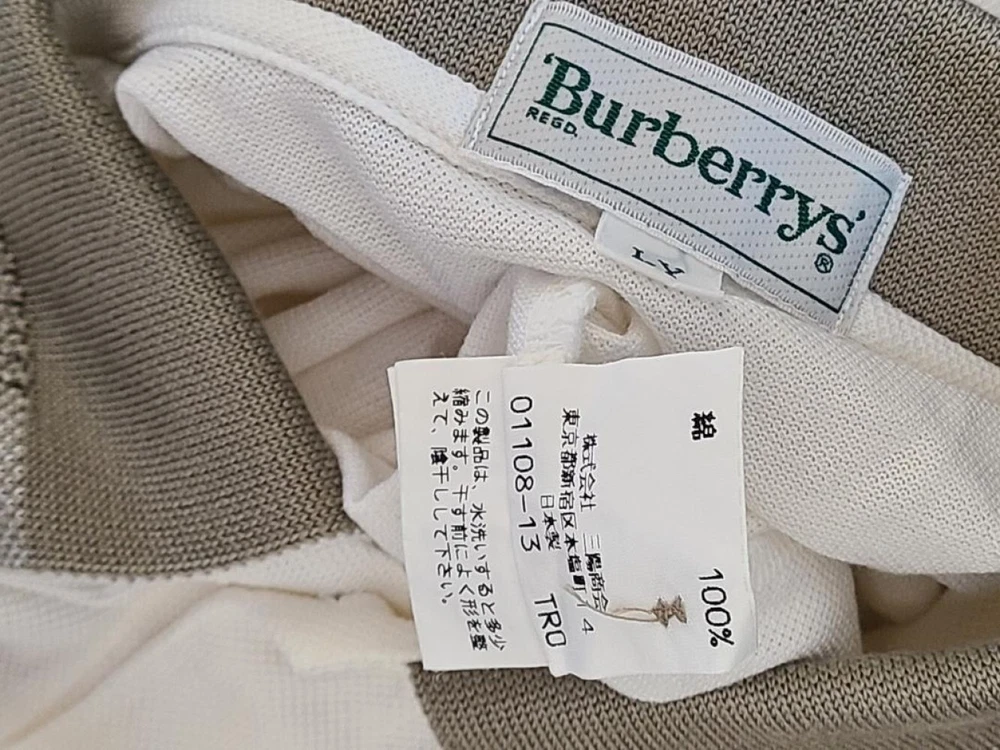 'Burberrys'
REGD.
®
L-A
綿 100%
株式会社 三陽商会
東京都新宿区本塩町14
日本製
01108-13 TRO
この製品は、水洗いすると多少
縮みます。干す前によく形を整
えて、陰干しして下さい。